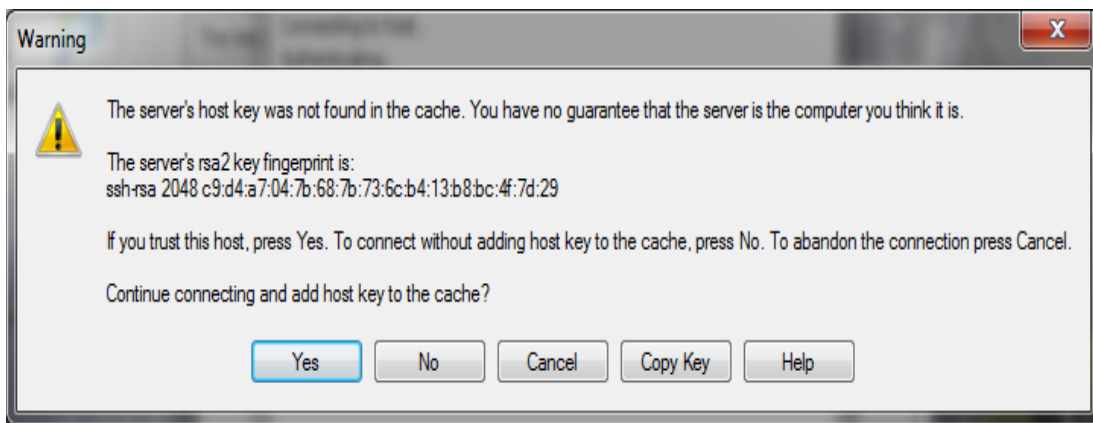 Warning
Connecting to host...
X
The server's host key was not found in the cache. You have no guarantee that the server is the computer you think it is.
The server's rsa2 key fingerprint is:
ssh-rsa 2048 c9:d4:a7:04:7b:68:7b:73:6c:b4:13:b8:bc:4f:7d:29
If you trust this host, press Yes. To connect without adding host key to the cache, press No. To abandon the connection press Cancel.
Continue connecting and add host key to the cache?
Yes No Cancel Copy Key Help